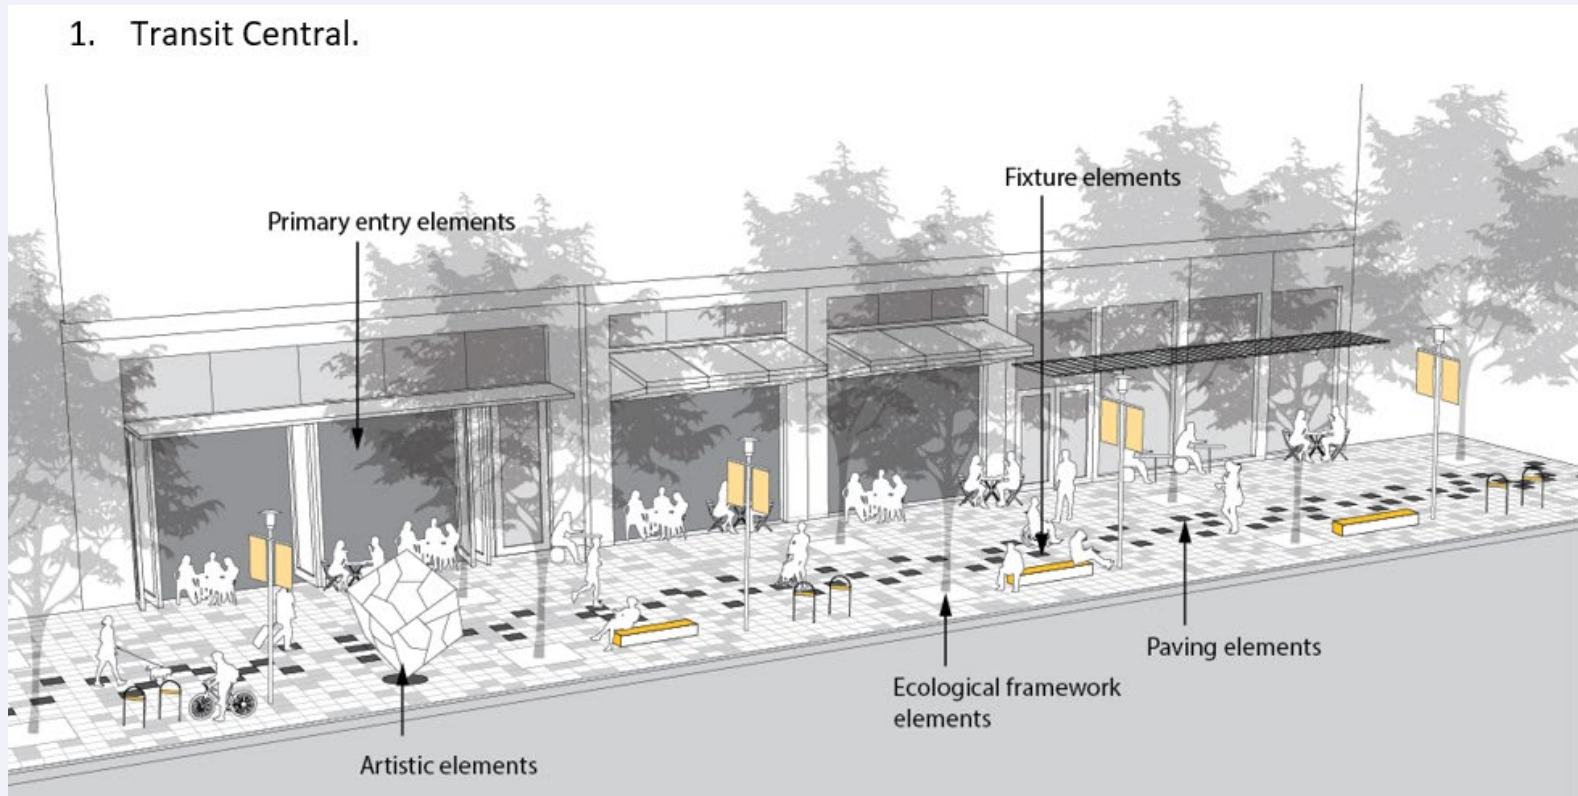 1. Transit Central.
Fixture elements
Primary entry elements
Paving elements
Ecological framework
elements
Artistic elements